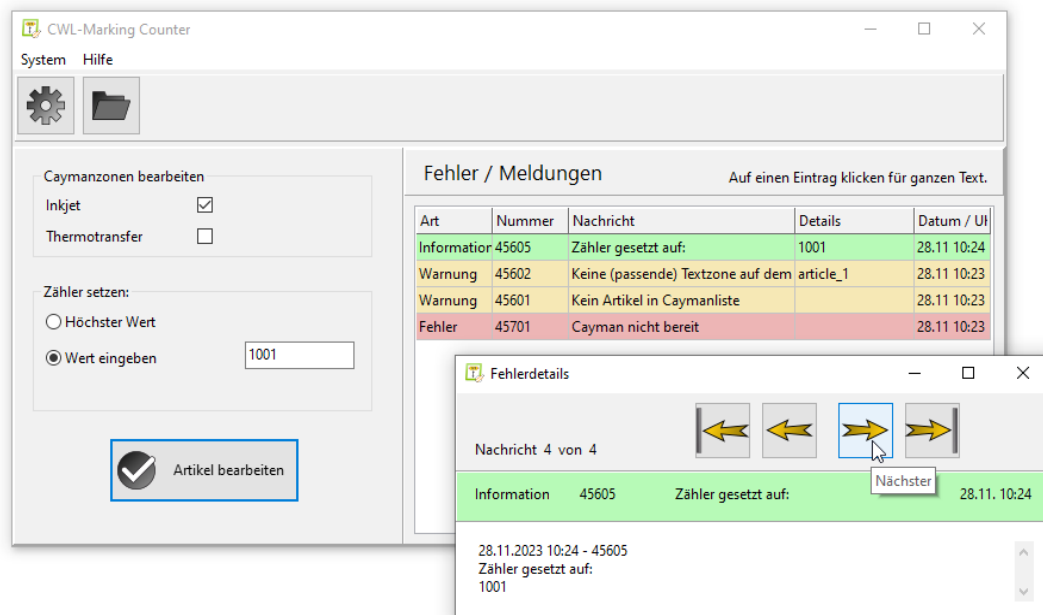 CWL-Marking Counter
System Hilfe
Caymanzonen bearbeiten
Inkjet
Thermotransfer
Zähler setzen:
Höchster Wert
Wert eingeben 1001
Artikel bearbeiten
Fehler / Meldungen Auf einen Eintrag klicken für ganzen Text.
Art Nummer Nachricht Details Datum / Uh
Information 45605 Zähler gesetzt auf: 1001 28.11 10:24
Warnung 45602 Keine (passende) Textzone auf dem article_1 28.11 10:23
Warnung 45601 Kein Artikel in Caymanliste 28.11 10:23
Fehler 45701 Cayman nicht bereit 28.11 10:23
Fehlerdetails
Nachricht 4 von 4
Nächster
Information 45605 Zähler gesetzt auf: 28.11. 10:24
28.11.2023 10:24 - 45605
Zähler gesetzt auf:
1001